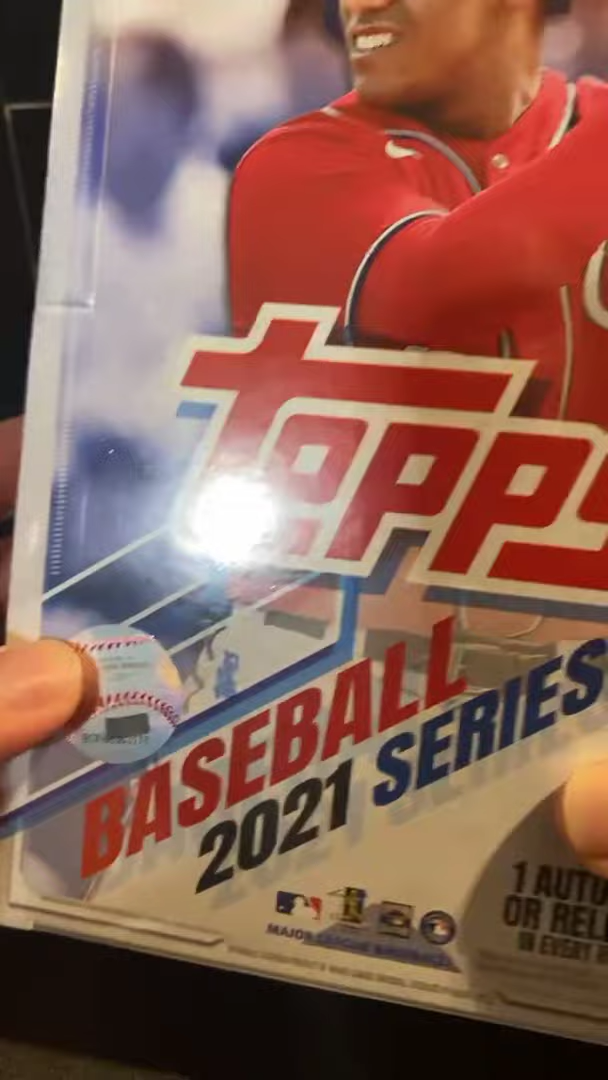 TOPPS
BASEBALL
2021 SERIES
1 AUTO
OR REL
IN EVERY
MAJOR LEAGUE BASEBALL